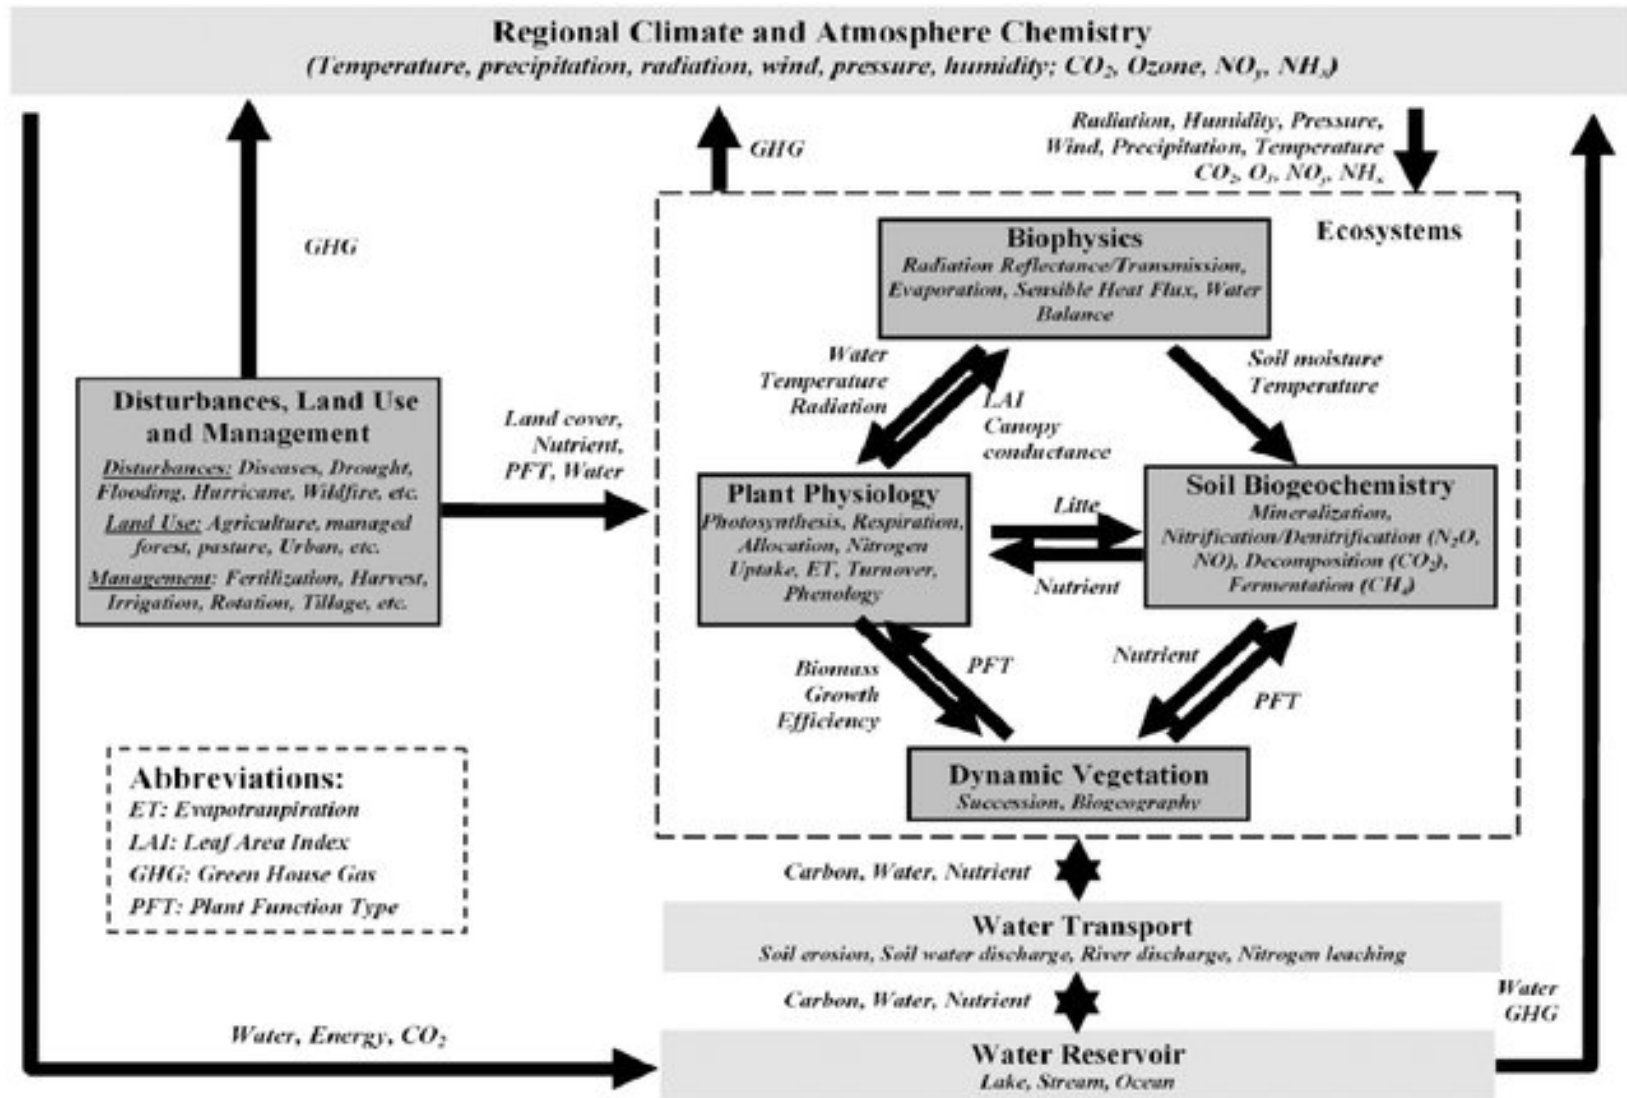 Regional Climate and Atmosphere Chemistry
(Temperature, precipitation, radiation, wind, pressure, humidity; CO₂, Ozone, NOᵧ, NHₓ)
GHG
GHG
Radiation, Humidity, Pressure,
Wind, Precipitation, Temperature
CO₂, O₃, NOᵧ, NHₓ
Ecosystems
Biophysics
Radiation Reflectance/Transmission,
Evaporation, Sensible Heat Flux, Water
Balance
Water
Temperature
Radiation
LAI
Canopy
conductance
Soil moisture
Temperature
Disturbances, Land Use
and Management
Disturbances: Diseases, Drought,
Flooding, Hurricane, Wildfire, etc.
Land Use: Agriculture, managed
forest, pasture, Urban, etc.
Management: Fertilization, Harvest,
Irrigation, Rotation, Tillage, etc.
Land cover,
Nutrient,
PFT, Water
Plant Physiology
Photosynthesis, Respiration,
Allocation, Nitrogen
Uptake, ET, Turnover,
Phenology
Litte
Nutrient
Soil Biogeochemistry
Mineralization,
Nitrification/Denitrification (N₂O,
NO), Decomposition (CO₂),
Fermentation (CH₄)
Biomass
Growth
Efficiency
PFT
Nutrient
PFT
Dynamic Vegetation
Succession, Biogeography
Abbreviations:
ET: Evapotranpiration
LAI: Leaf Area Index
GHG: Green House Gas
PFT: Plant Function Type
Carbon, Water, Nutrient
Water Transport
Soil erosion, Soil water discharge, River discharge, Nitrogen leaching
Carbon, Water, Nutrient
Water
GHG
Water, Energy, CO₂
Water Reservoir
Lake, Stream, Ocean